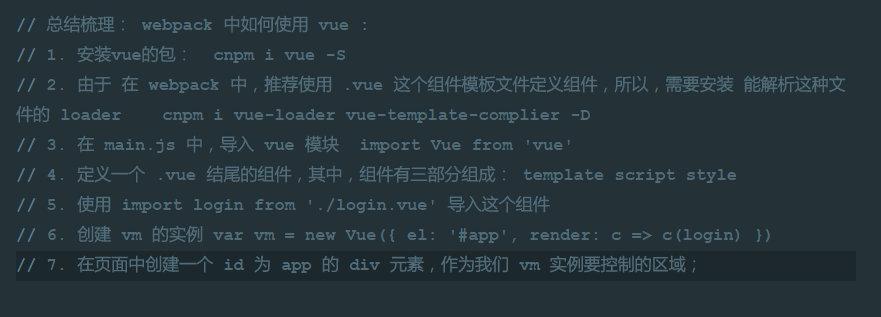 // 总结梳理： webpack 中如何使用 vue :
// 1. 安装vue的包：  cnpm i vue -S
// 2. 由于 在 webpack 中，推荐使用 .vue 这个组件模板文件定义组件，所以，需要安装 能解析这种文
件的 loader    cnpm i vue-loader vue-template-complier -D
// 3. 在 main.js 中，导入 vue 模块  import Vue from 'vue'
// 4. 定义一个 .vue 结尾的组件，其中，组件有三部分组成： template script style
// 5. 使用 import login from './login.vue' 导入这个组件
// 6. 创建 vm 的实例 var vm = new Vue({ el: '#app', render: c => c(login) })
// 7. 在页面中创建一个 id 为 app 的 div 元素，作为我们 vm 实例要控制的区域；